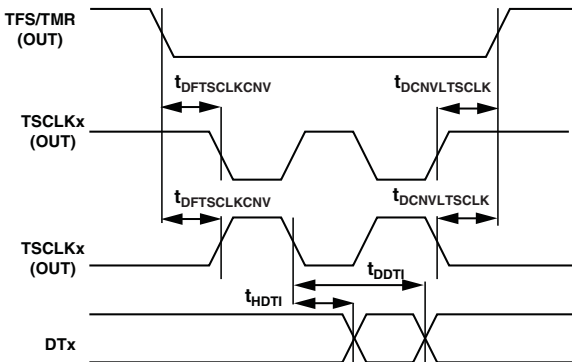 TFS/TMR
(OUT)
tDFTSCLKCNV
tDCNVLTSCLK
TSCLKx
(OUT)
tDFTSCLKCNV
tDCNVLTSCLK
TSCLKx
(OUT)
tDDTI
tHDTI
DTx